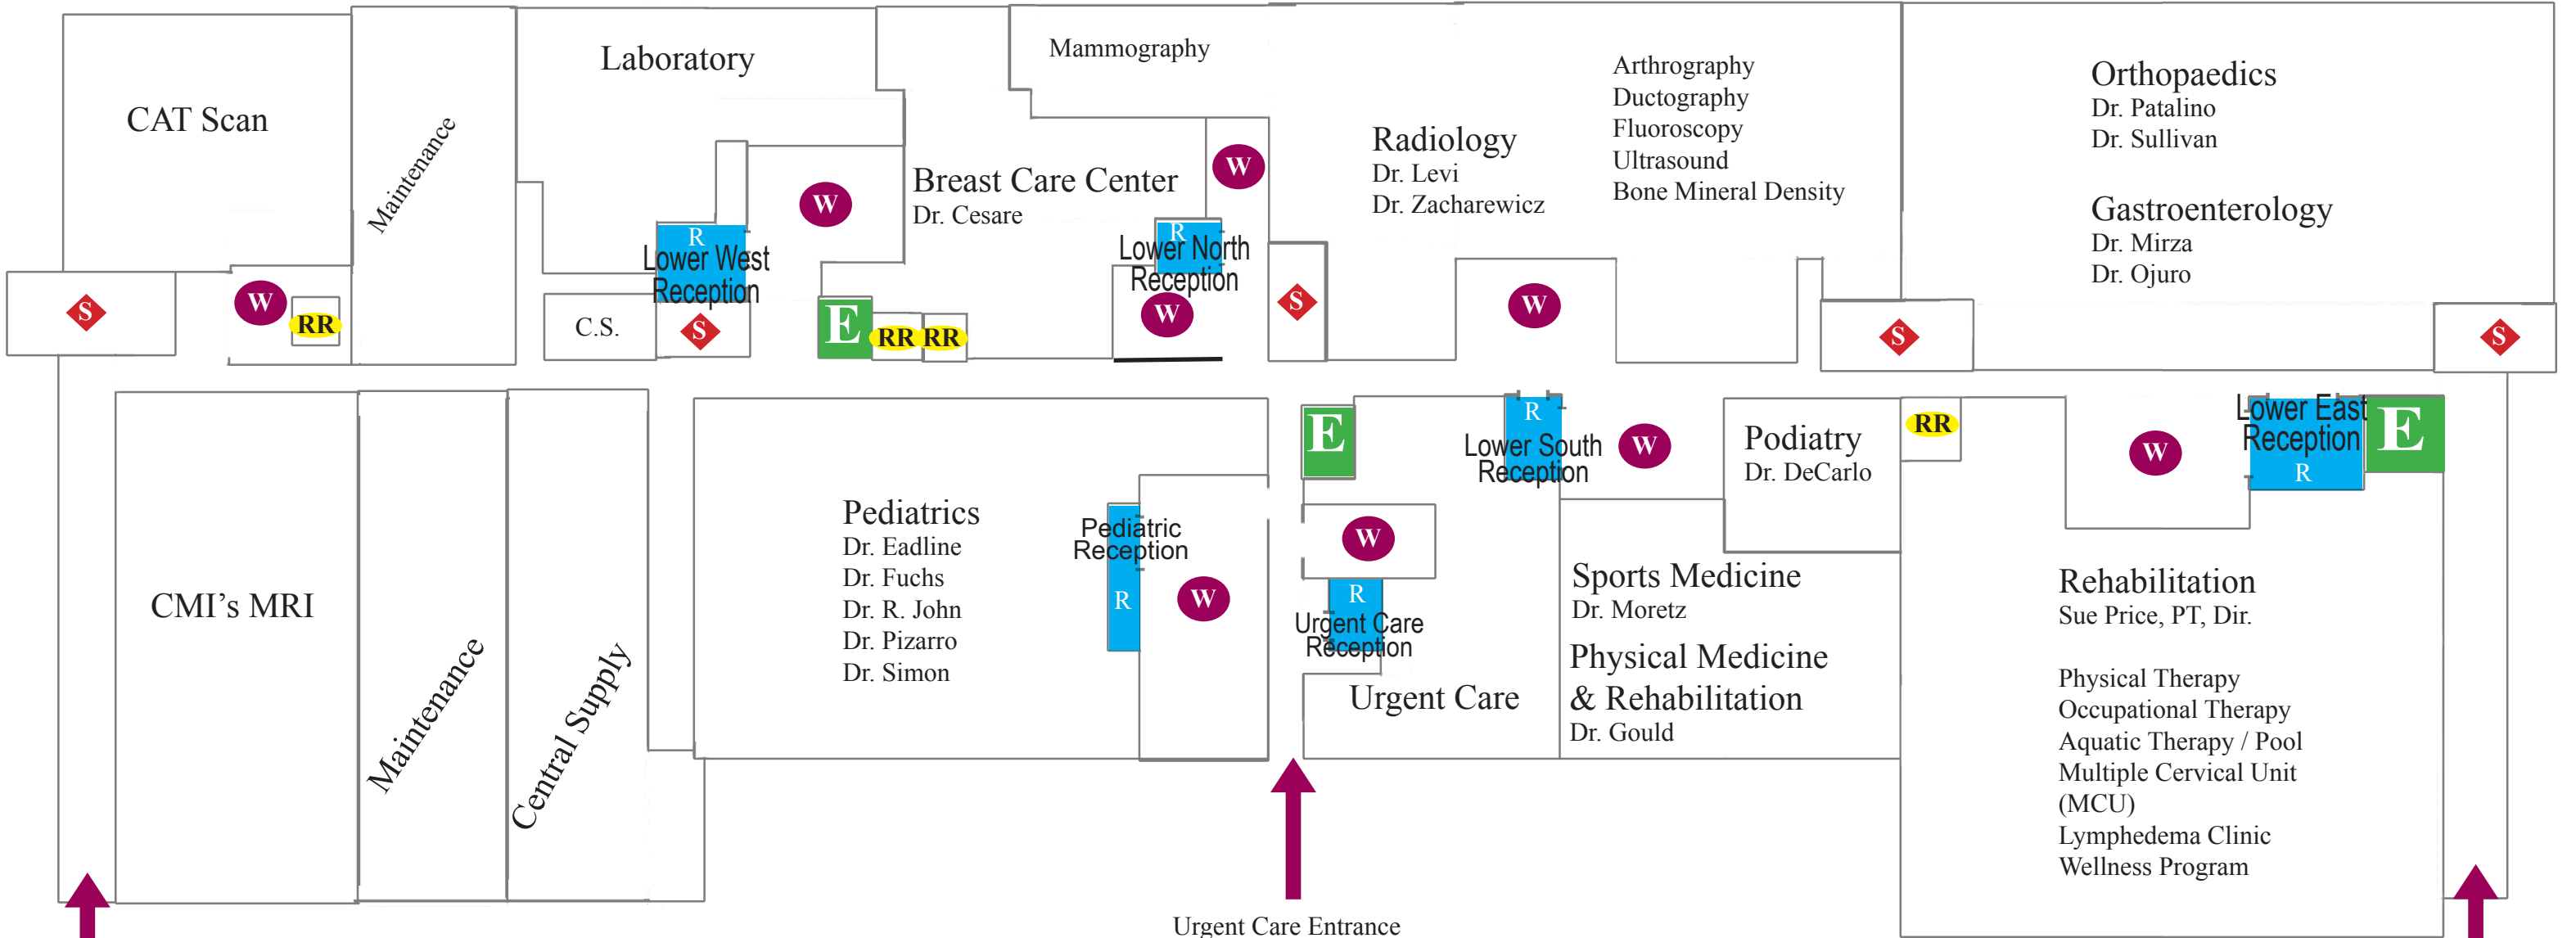 CAT Scan
Maintenance
Laboratory
Mammography
Breast Care Center
Dr. Cesare
Radiology
Dr. Levi
Dr. Zacharewicz
Arthrography
Ductography
Fluoroscopy
Ultrasound
Bone Mineral Density
Orthopaedics
Dr. Patalino
Dr. Sullivan
Gastroenterology
Dr. Mirza
Dr. Ojuro
W
W
R
Lower West
Reception
R
Lower North
Reception
S
W
RR
C.S.
S
E
RR
RR
W
S
W
S
S
CMI's MRI
Maintenance
Central Supply
Pediatrics
Dr. Eadline
Dr. Fuchs
Dr. R. John
Dr. Pizarro
Dr. Simon
Pediatric
Reception
R
W
E
W
R
Urgent Care
Reception
Urgent Care
R
Lower South
Reception
W
Podiatry
Dr. DeCarlo
Sports Medicine
Dr. Moretz
Physical Medicine
& Rehabilitation
Dr. Gould
RR
W
Lower East
Reception
R
E
Rehabilitation
Sue Price, PT, Dir.
Physical Therapy
Occupational Therapy
Aquatic Therapy / Pool
Multiple Cervical Unit
(MCU)
Lymphedema Clinic
Wellness Program
Urgent Care Entrance